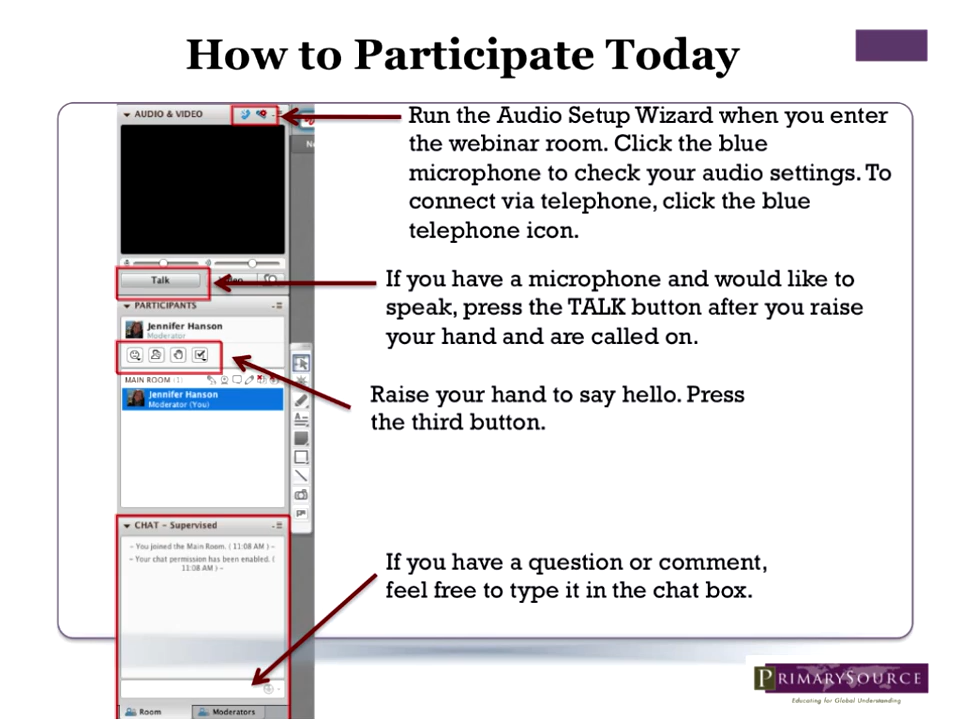 How to Participate Today
AUDIO & VIDEO
Run the Audio Setup Wizard when you enter
the webinar room. Click the blue
microphone to check your audio settings. To
connect via telephone, click the blue
telephone icon.
Talk
If you have a microphone and would like to
speak, press the TALK button after you raise
your hand and are called on.
PARTICIPANTS
Jennifer Hanson
Moderator
MAIN ROOM (1)
Jennifer Hanson
Moderator (You)
Raise your hand to say hello. Press
the third button.
CHAT – Supervised
– You joined the Main Room. ( 11:08 AM ) –
– Your chat permission has been enabled. (
11:08 AM ) –
If you have a question or comment,
feel free to type it in the chat box.
Room
Moderators
PRIMARY SOURCE
Educating for Global Understanding